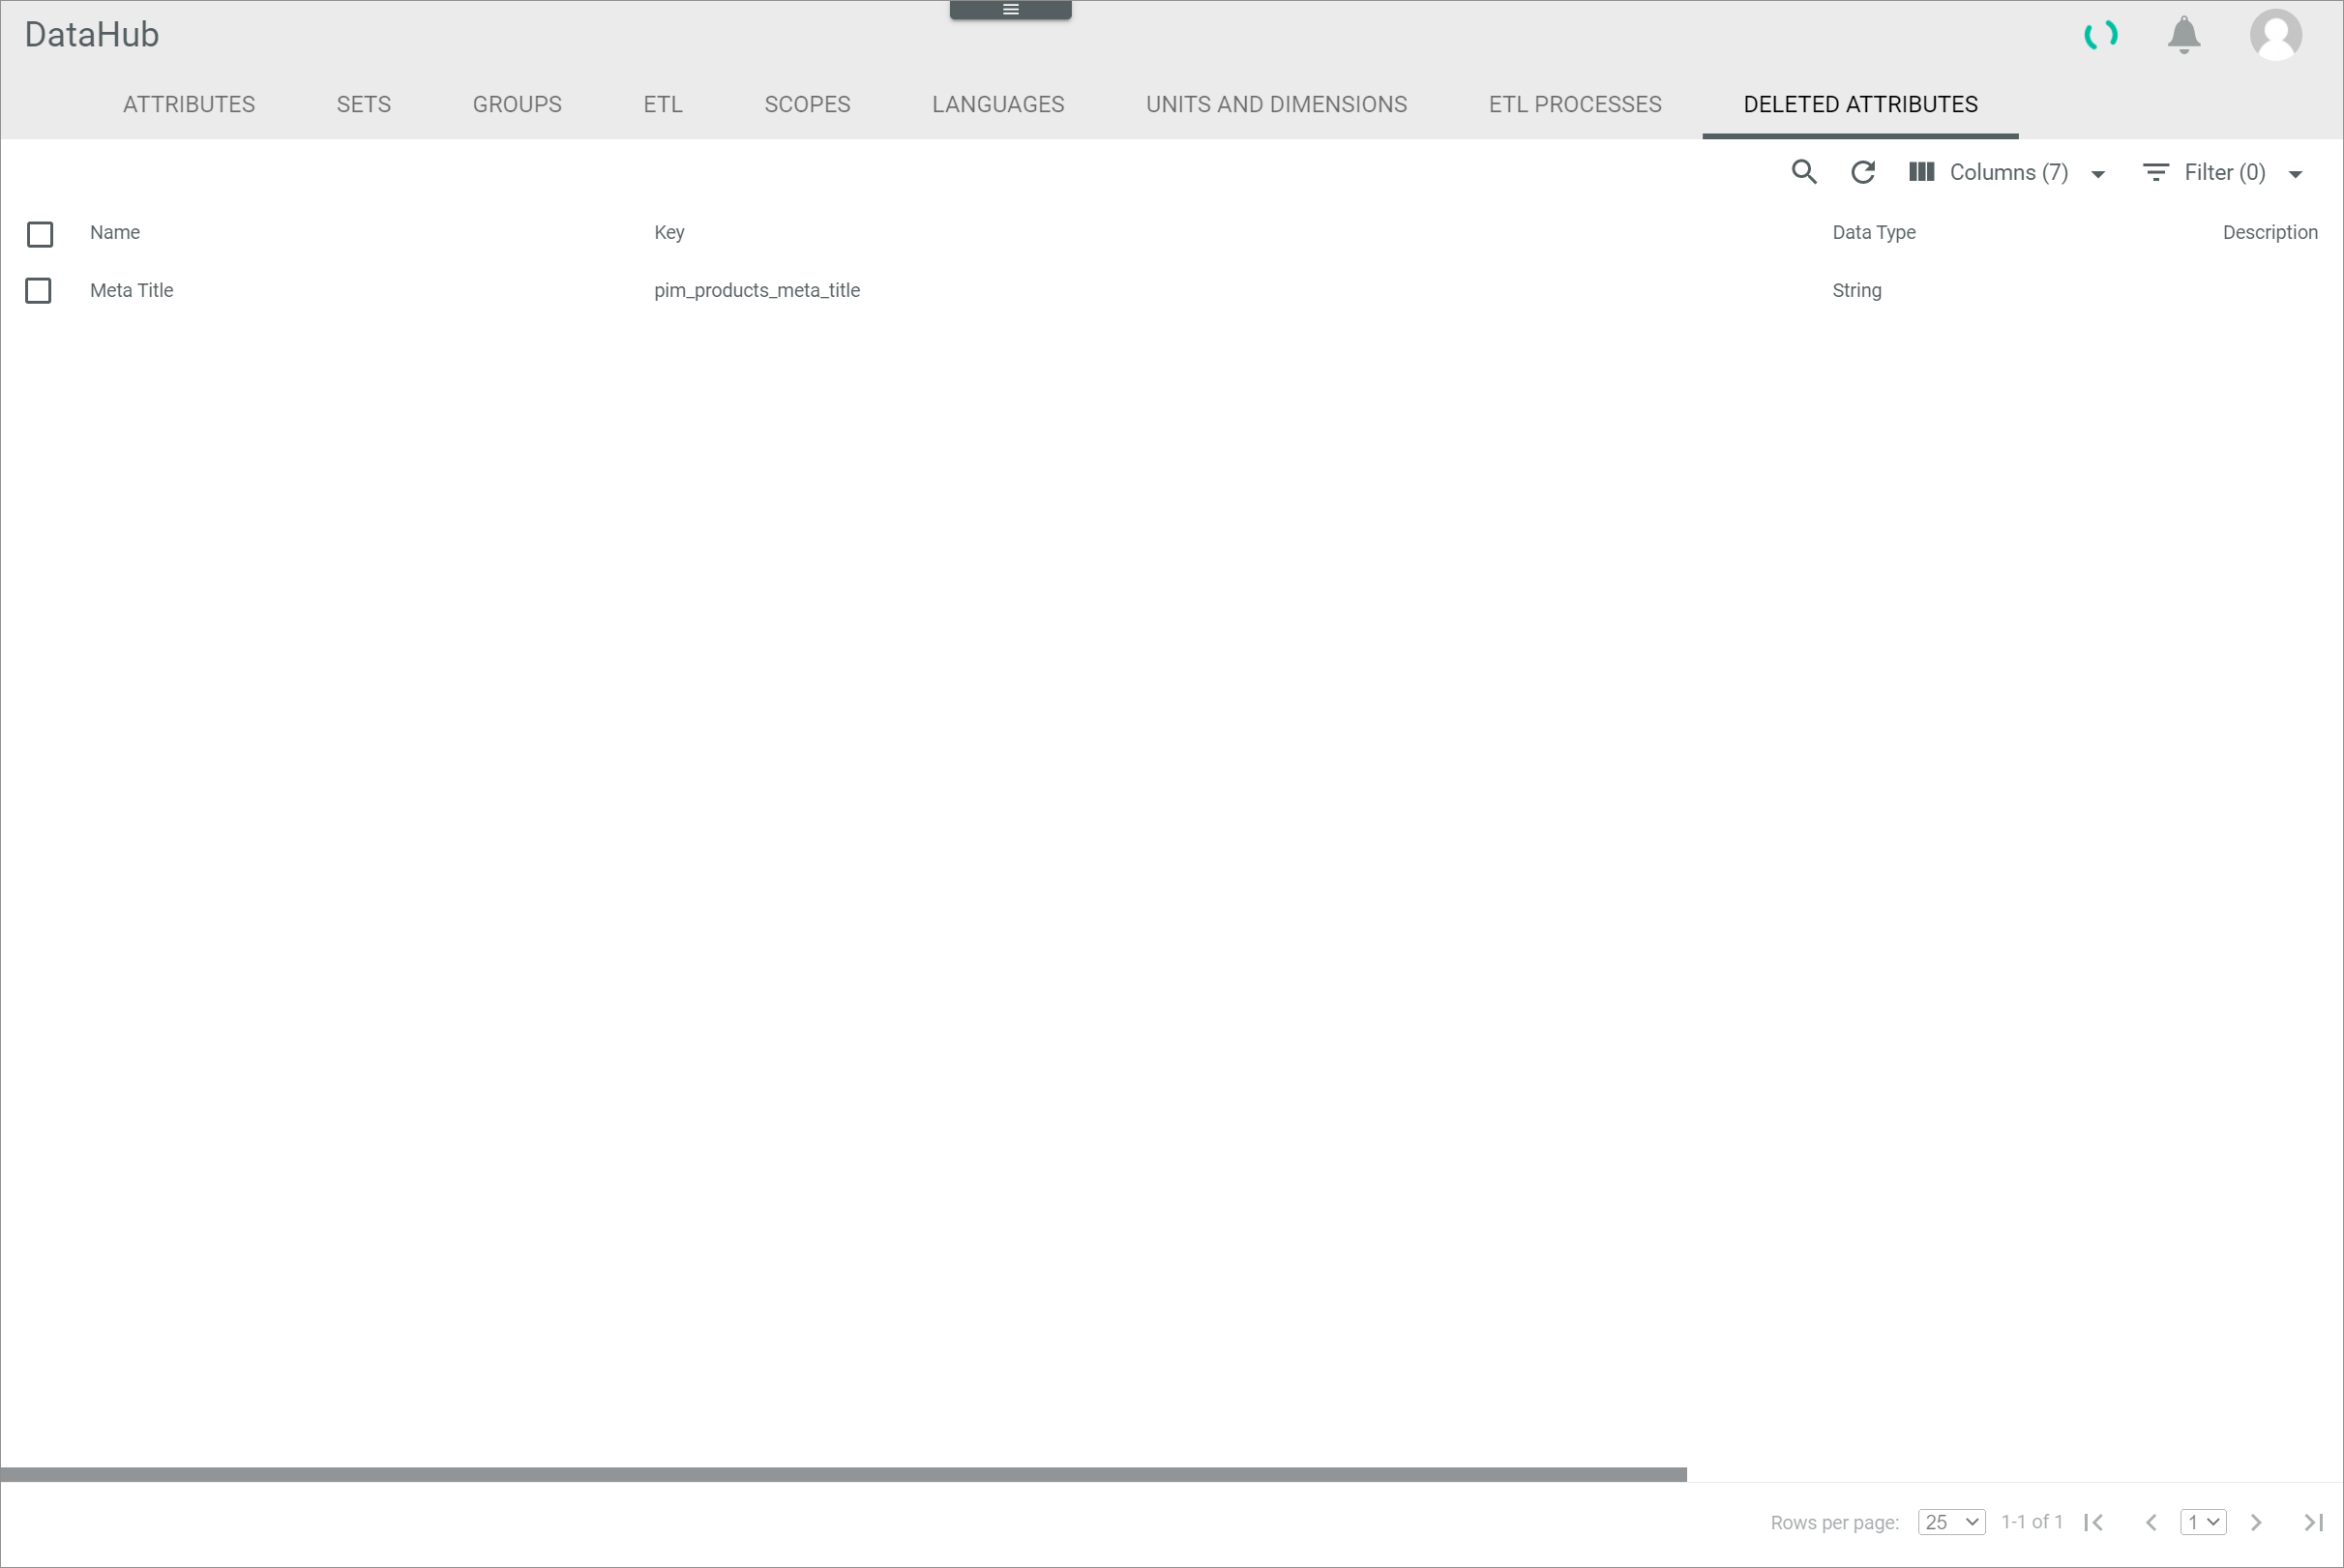 DataHub
ATTRIBUTES SETS GROUPS ETL SCOPES LANGUAGES UNITS AND DIMENSIONS ETL PROCESSES DELETED ATTRIBUTES
Columns (7) Filter (0)
Name Key Data Type Description
Meta Title pim_products_meta_title String
Rows per page: 25 1-1 of 1 1